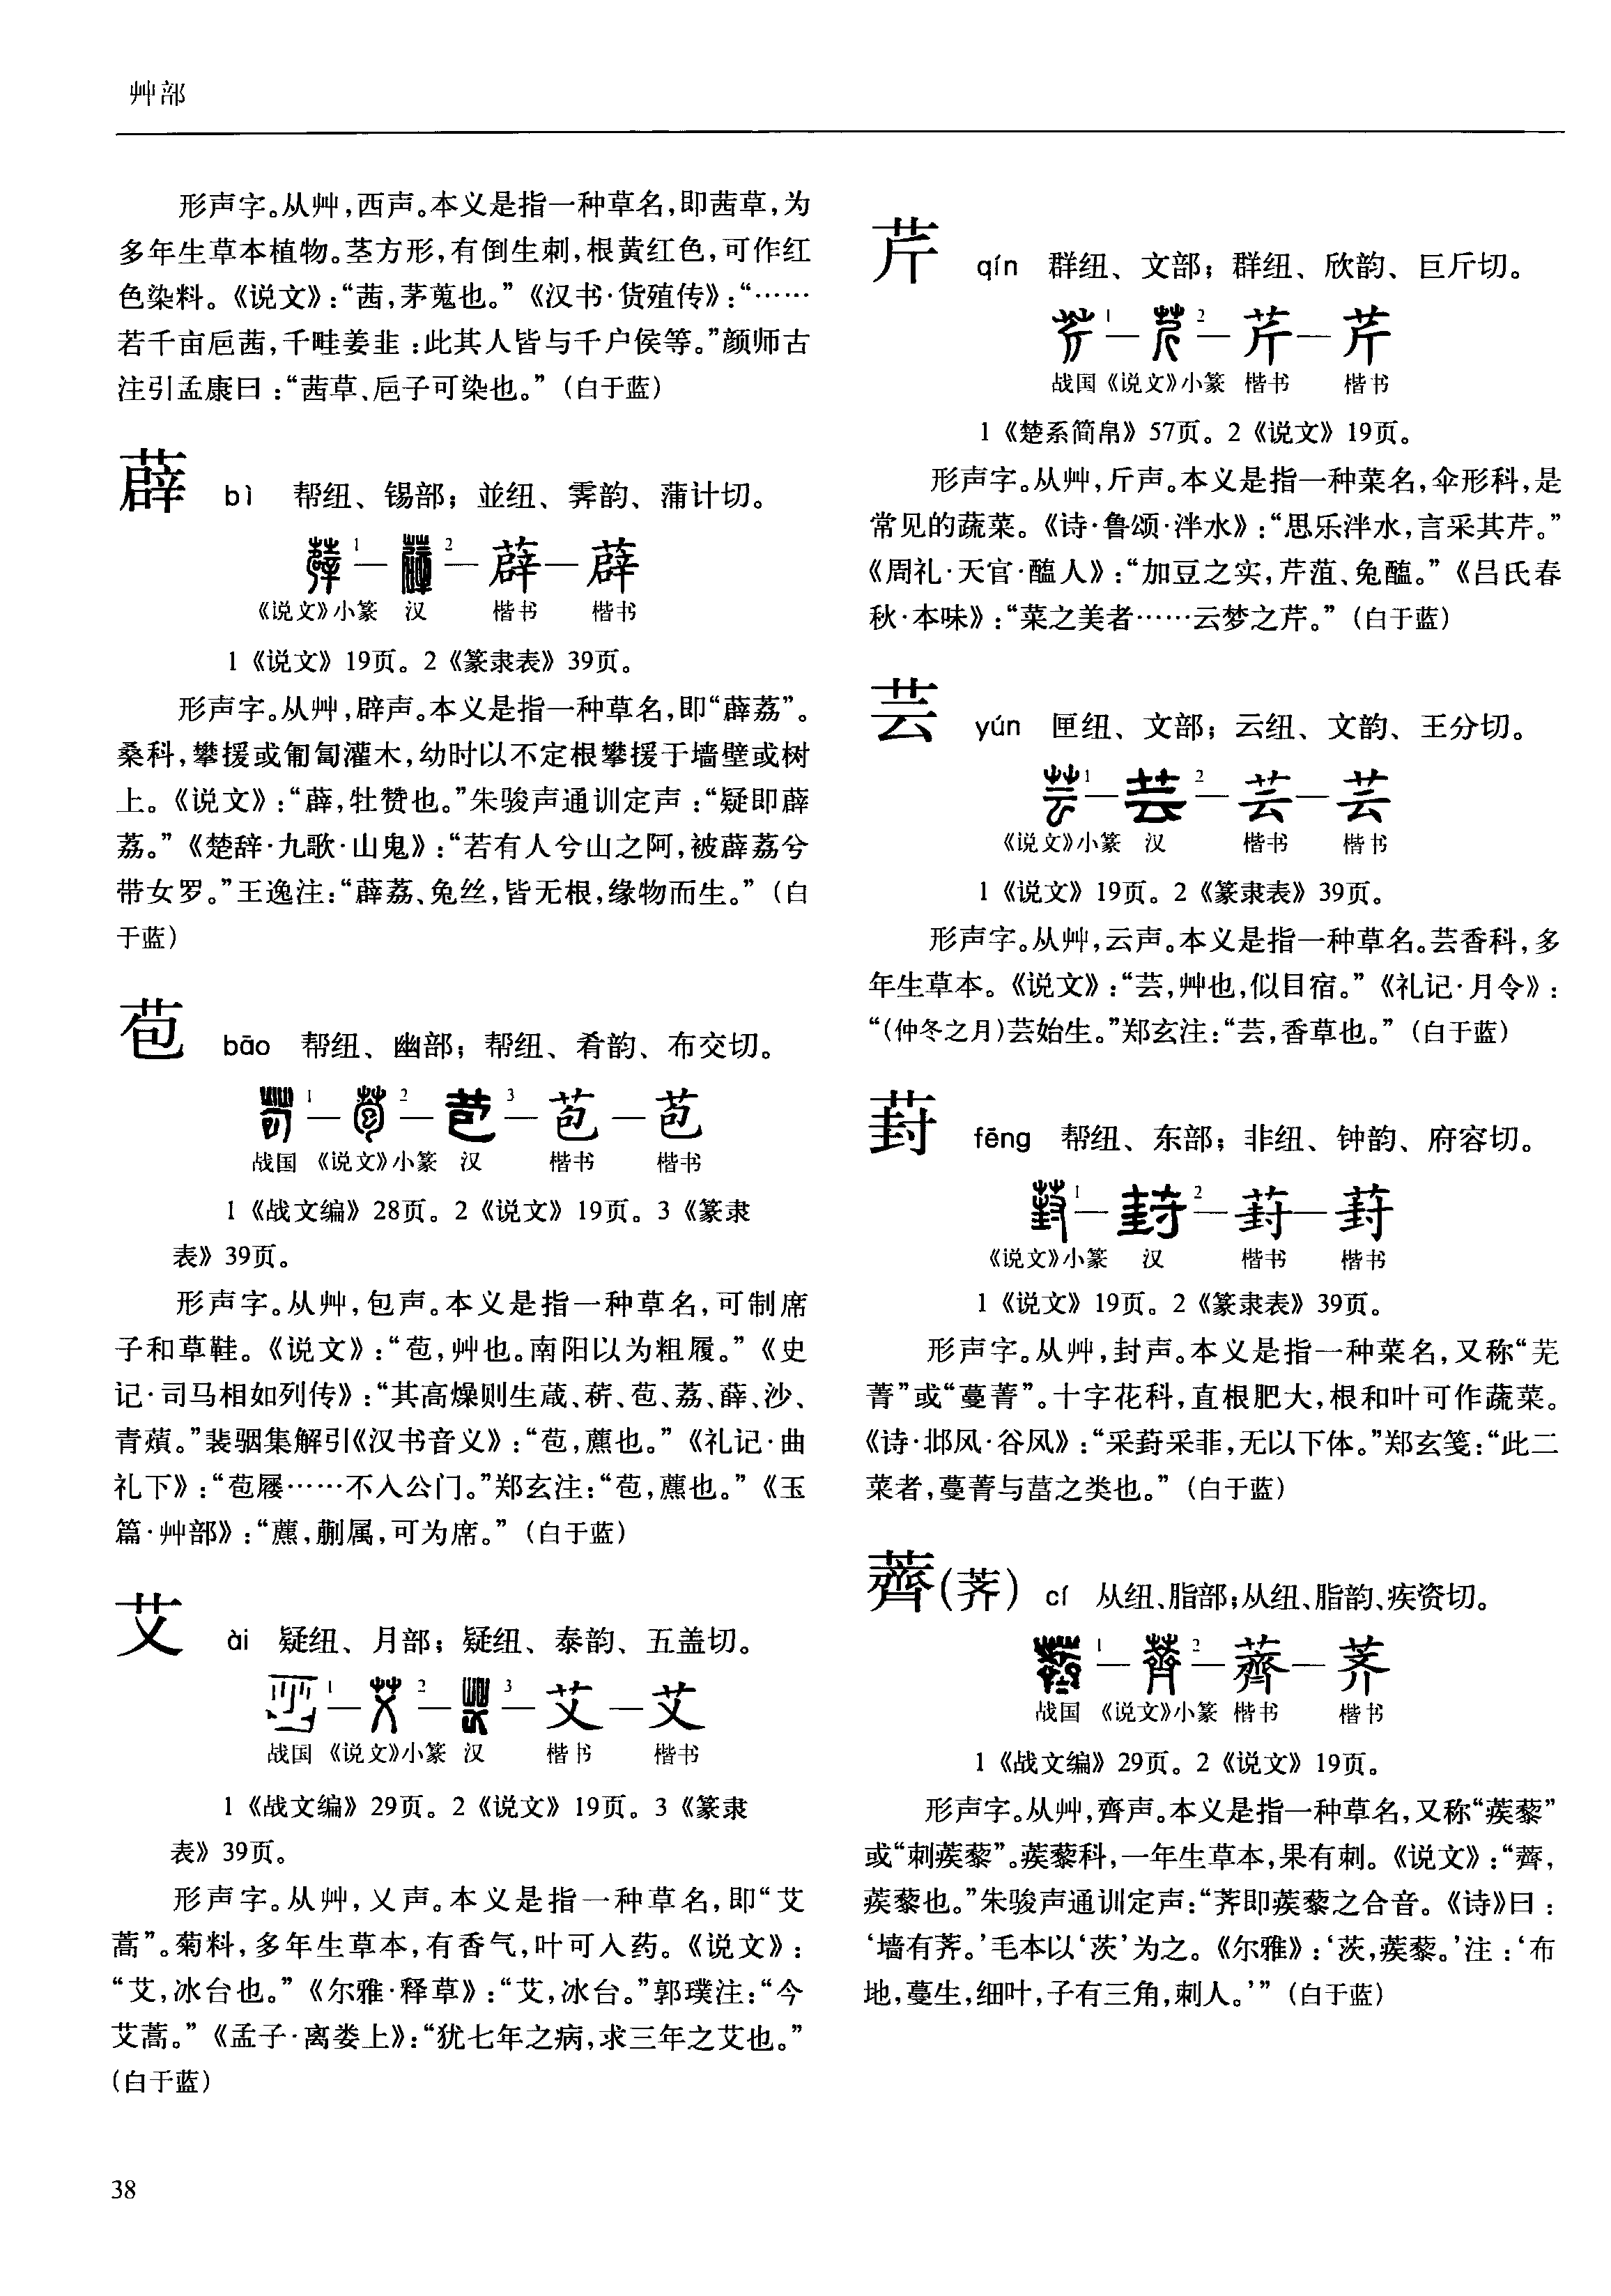 艸部
形声字。从艸，西声。本义是指一种草名，即茜草，为
多年生草本植物。茎方形，有倒生刺，根黄红色，可作红
色染料。《说文》：“茜，茅蒐也。”《汉书·货殖传》：“……
若千亩巵茜，千畦姜韭：此其人皆与千户侯等。”颜师古
注引孟康曰：“茜草、巵子可染也。”（白于蓝）
薜 bì 帮纽、锡部；並纽、霁韵、蒲计切。
1—2—薜—薜
《说文》小篆 汉 楷书 楷书
1《说文》19页。2《篆隶表》39页。
形声字。从艸，辟声。本义是指一种草名，即“薜荔”。
桑科，攀援或匍匐灌木，幼时以不定根攀援于墙壁或树
上。《说文》：“薜，牡赞也。”朱骏声通训定声：“疑即薜
荔。”《楚辞·九歌·山鬼》：“若有人兮山之阿，被薜荔兮
带女罗。”王逸注：“薜荔、兔丝，皆无根，缘物而生。”（白
于蓝）
苞 bāo 帮纽、幽部；帮纽、肴韵、布交切。
1—2—3—苞—苞
战国 《说文》小篆 汉 楷书 楷书
1《战文编》28页。2《说文》19页。3《篆隶
表》39页。
形声字。从艸，包声。本义是指一种草名，可制席
子和草鞋。《说文》：“苞，艸也。南阳以为粗履。”《史
记·司马相如列传》：“其高燥则生葴、菥、苞、荔、薛、沙、
青薠。”裴骃集解引《汉书音义》：“苞，藨也。”《礼记·曲
礼下》：“苞屦……不入公门。”郑玄注：“苞，藨也。”《玉
篇·艸部》：“藨，蒯属，可为席。”（白于蓝）
艾 ài 疑纽、月部；疑纽、泰韵、五盖切。
1—2—3—艾—艾
战国 《说文》小篆 汉 楷书 楷书
1《战文编》29页。2《说文》19页。3《篆隶
表》39页。
形声字。从艸，乂声。本义是指一种草名，即“艾
蒿”。菊料，多年生草本，有香气，叶可入药。《说文》：
“艾，冰台也。”《尔雅·释草》：“艾，冰台。”郭璞注：“今
艾蒿。”《孟子·离娄上》：“犹七年之病，求三年之艾也。”
（白于蓝）
芹 qín 群纽、文部；群纽、欣韵、巨斤切。
1—2—芹—芹
战国 《说文》小篆 楷书 楷书
1《楚系简帛》57页。2《说文》19页。
形声字。从艸，斤声。本义是指一种菜名，伞形科，是
常见的蔬菜。《诗·鲁颂·泮水》：“思乐泮水，言采其芹。”
《周礼·天官·醢人》：“加豆之实，芹菹、兔醢。”《吕氏春
秋·本味》：“菜之美者……云梦之芹。”（白于蓝）
芸 yún 匣纽、文部；云纽、文韵、王分切。
1—2—芸—芸
《说文》小篆 汉 楷书 楷书
1《说文》19页。2《篆隶表》39页。
形声字。从艸，云声。本义是指一种草名。芸香科，多
年生草本。《说文》：“芸，艸也，似目宿。”《礼记·月令》：
“（仲冬之月）芸始生。”郑玄注：“芸，香草也。”（白于蓝）
葑 fēng 帮纽、东部；非纽、钟韵、府容切。
1—2—葑—葑
《说文》小篆 汉 楷书 楷书
1《说文》19页。2《篆隶表》39页。
形声字。从艸，封声。本义是指一种菜名，又称“芜
菁”或“蔓菁”。十字花科，直根肥大，根和叶可作蔬菜。
《诗·邶风·谷风》：“采葑采菲，无以下体。”郑玄笺：“此二
菜者，蔓菁与葍之类也。”（白于蓝）
薺（荠） cí 从纽、脂部；从纽、脂韵、疾资切。
1—2—薺—荠
战国 《说文》小篆 楷书 楷书
1《战文编》29页。2《说文》19页。
形声字。从艸，齊声。本义是指一种草名，又称“蒺藜”
或“刺蒺藜”。蒺藜科，一年生草本，果有刺。《说文》：“薺，
蒺藜也。”朱骏声通训定声：“荠即蒺藜之合音。《诗》曰：
‘墙有荠。’毛本以‘茨’为之。《尔雅》：‘茨，蒺藜。’注：‘布
地，蔓生，细叶，子有三角，刺人。’”（白于蓝）
38